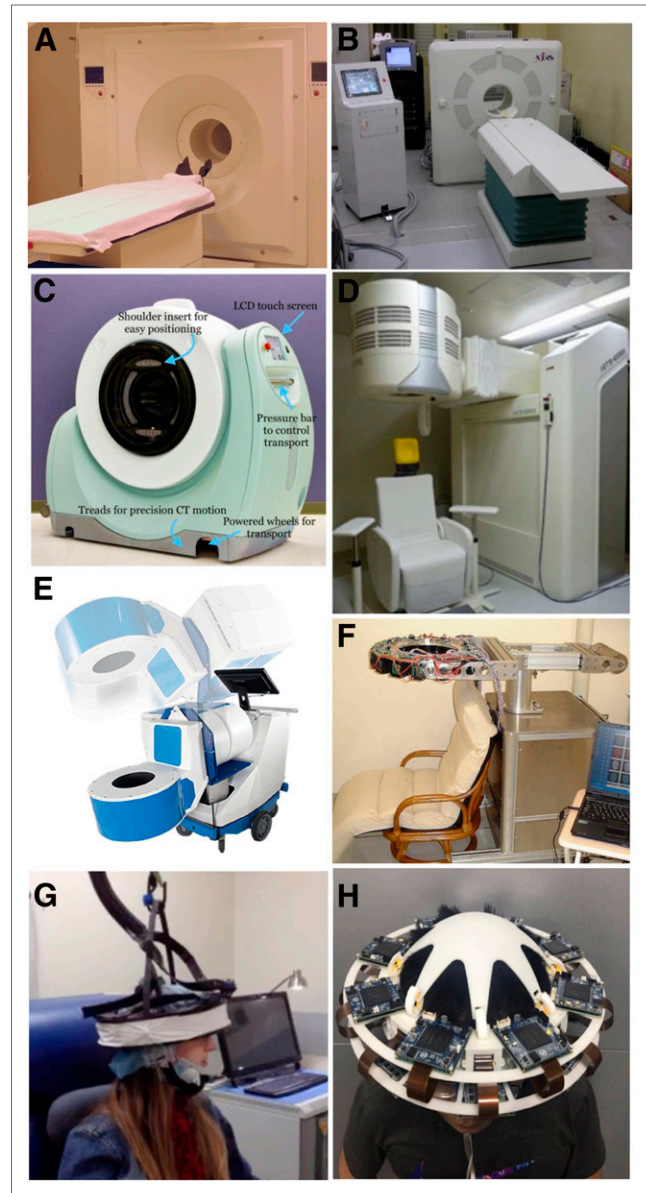 A
B
C
Shoulder insert for
easy positioning
LCD touch screen
Pressure bar
to control
transport
Treads for precision CT motion
Powered wheels for
transport
D
E
F
G
H